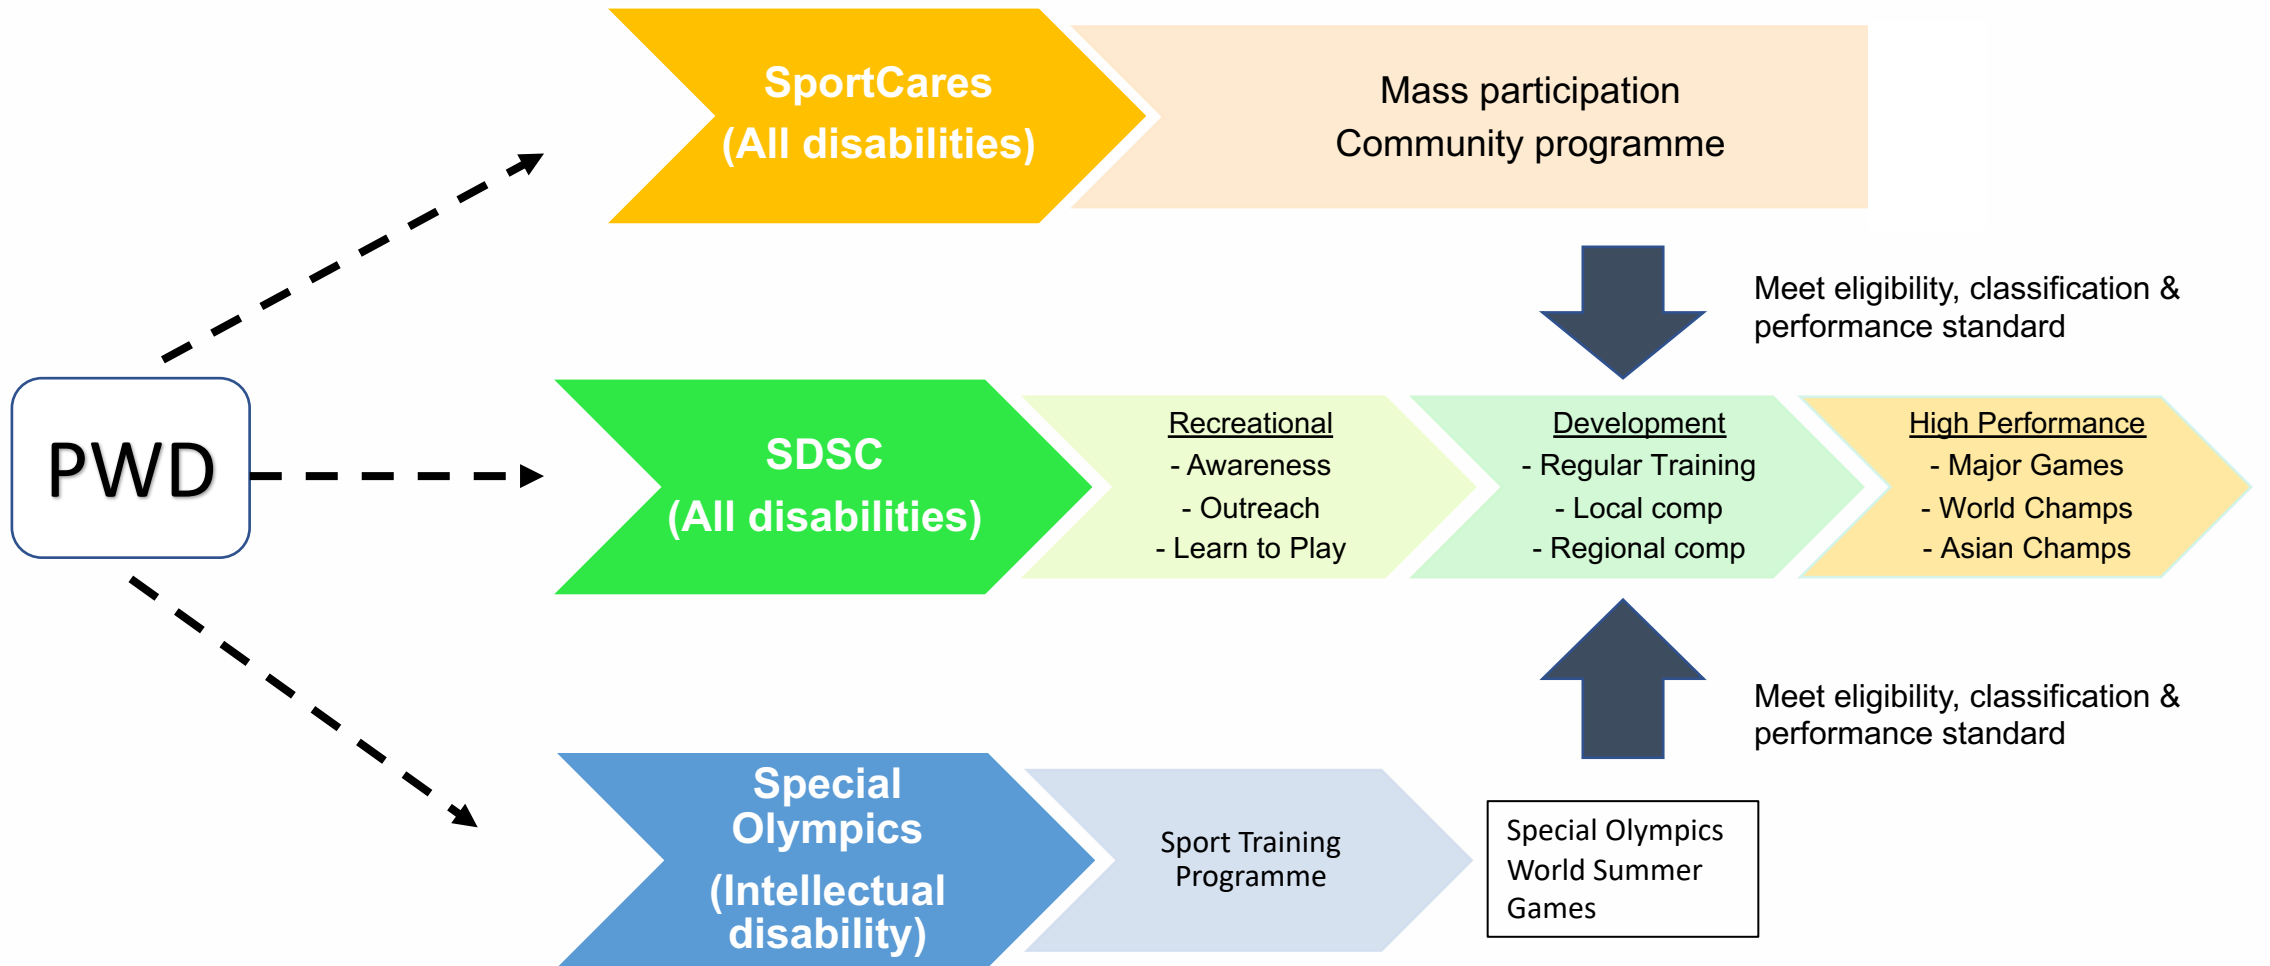 SportCares
(All disabilities)
Mass participation
Community programme
Meet eligibility, classification &
performance standard
PWD
SDSC
(All disabilities)
Recreational
- Awareness
- Outreach
- Learn to Play
Development
- Regular Training
- Local comp
- Regional comp
High Performance
- Major Games
- World Champs
- Asian Champs
Meet eligibility, classification &
performance standard
Special
Olympics
(Intellectual
disability)
Sport Training
Programme
Special Olympics
World Summer
Games